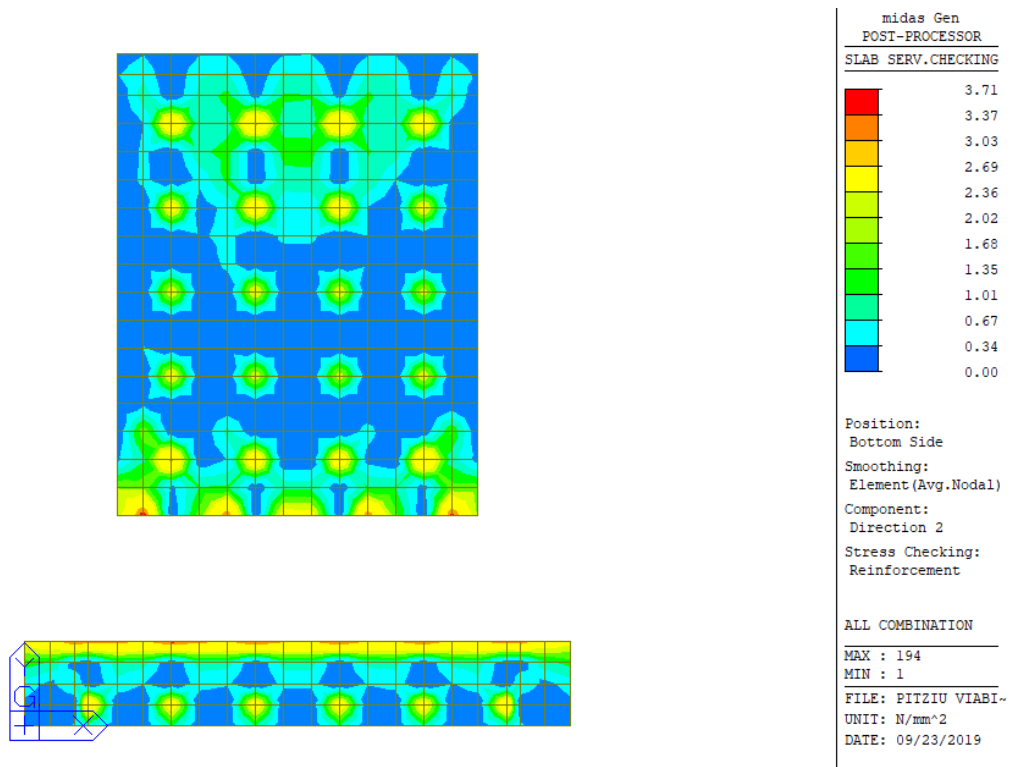 midas Gen
POST-PROCESSOR
SLAB SERV.CHECKING
3.71
3.37
3.03
2.69
2.36
2.02
1.68
1.35
1.01
0.67
0.34
0.00
Position:
Bottom Side
Smoothing:
Element(Avg.Nodal)
Component:
Direction 2
Stress Checking:
Reinforcement
ALL COMBINATION
MAX : 194
MIN : 1
FILE: PITZIU VIABI~
UNIT: N/mm^2
DATE: 09/23/2019
Y
G
X